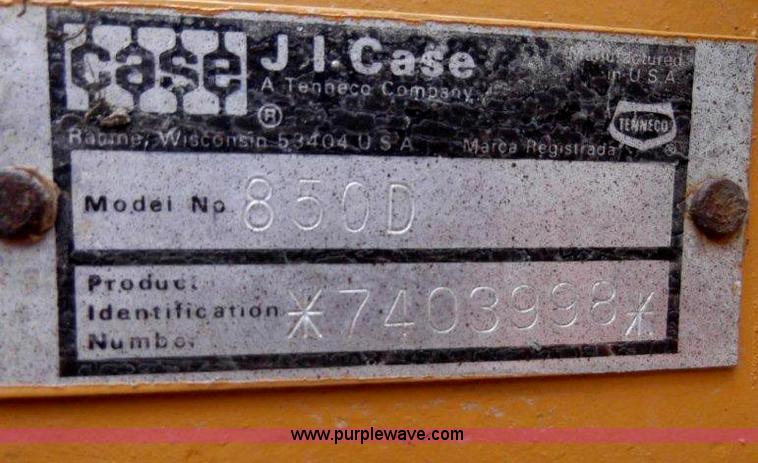 case
J I Case
A Tenneco Company
®
Manufactured
in U.S.A.
Racine, Wisconsin 53404 U S A
Marca Registrada
TENNECO
®
Model No. 850D
Product
Identification
Number
*7403998*
www.purplewave.com